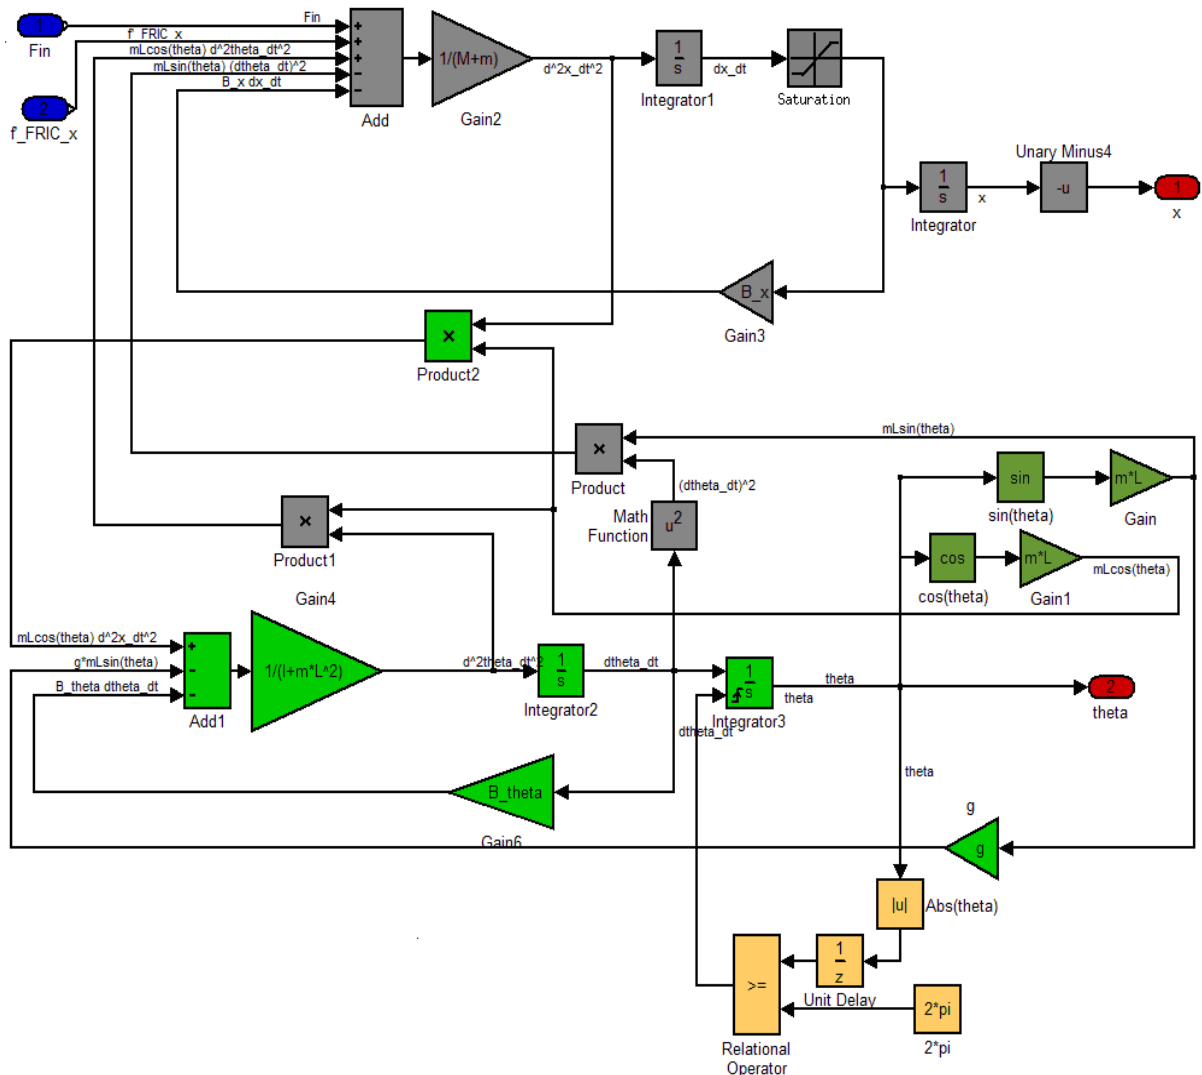 1
Fin
Fin
f'_FRIC_x
mLcos(theta) d^2theta_dt^2
mLsin(theta) (dtheta_dt)^2
B_x dx_dt
2
f'_FRIC_x
+
+
+
−
−
Add
1/(M+m)
Gain2
d^2x_dt^2
1
s
Integrator1
dx_dt
Saturation
1
s
Integrator
x
Unary Minus4
-u
1
x
B_x
Gain3
×
Product2
mLsin(theta)
×
Product
(dtheta_dt)^2
Math
Function
u^2
sin
sin(theta)
m*L
Gain
×
Product1
cos
cos(theta)
m*L
Gain1
mLcos(theta)
Gain4
mLcos(theta) d^2x_dt^2
g*mLsin(theta)
B_theta dtheta_dt
+
−
−
Add1
1/(I+m*L^2)
d^2theta_dt^2
1
s
Integrator2
dtheta_dt
1
s
Integrator3
dtheta_dt
theta
theta
2
theta
B_theta
Gain6
theta
g
g
|u|
Abs(theta)
1
z
Unit Delay
>=
Relational
Operator
2*pi
2*pi